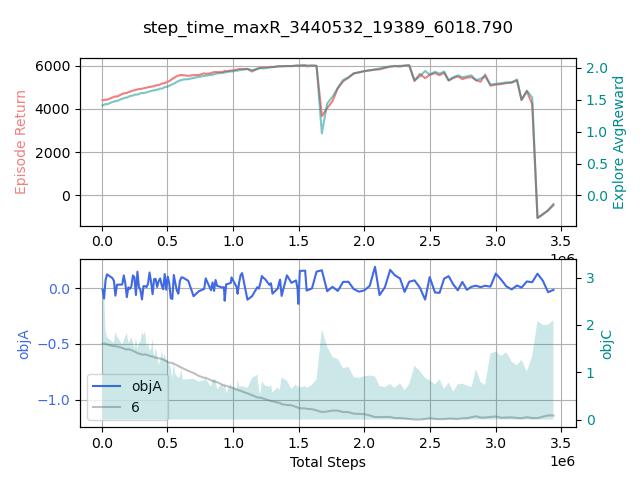 step_time_maxR_3440532_19389_6018.790
6000
4000
2000
0
Episode Return
2.0
1.5
1.0
0.5
0.0
Explore AvgReward
0.0 0.5 1.0 1.5 2.0 2.5 3.0 3.5
1e6
0.0
−0.5
−1.0
objA
3
2
1
0
objC
objA
6
0.0 0.5 1.0 1.5 2.0 2.5 3.0 3.5
Total Steps
1e6